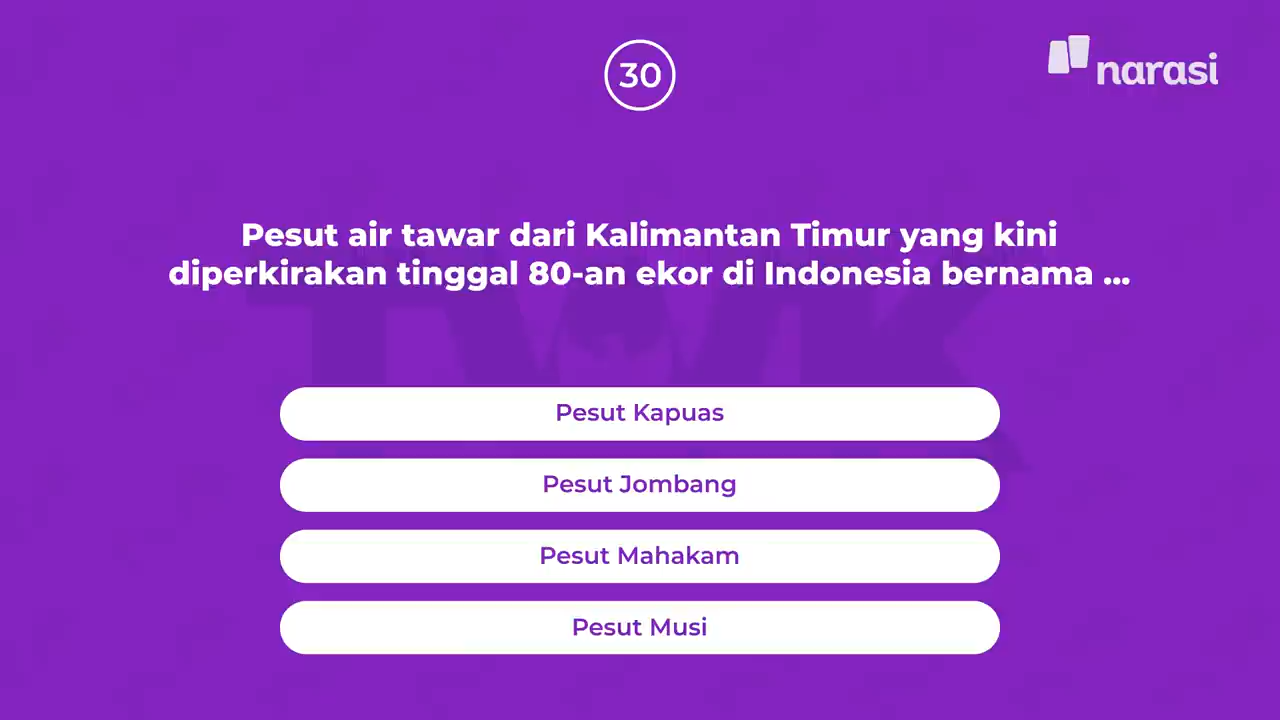 30
narasi
Pesut air tawar dari Kalimantan Timur yang kini
diperkirakan tinggal 80-an ekor di Indonesia bernama ...
TWK
Pesut Kapuas
Pesut Jombang
Pesut Mahakam
Pesut Musi